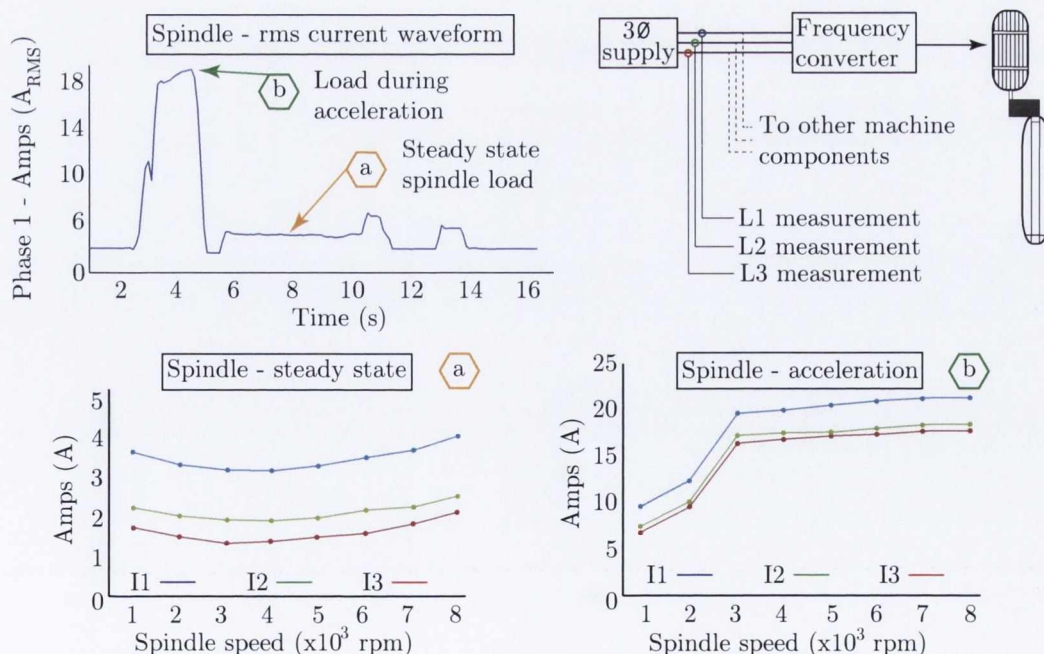 Spindle - rms current waveform
Phase 1 - Amps (A_RMS)
18
14
10
6
2
0
b
Load during
acceleration
a
Steady state
spindle load
2 4 6 8 10 12 14 16
Time (s)
3Ø
supply
Frequency
converter
To other machine
components
L1 measurement
L2 measurement
L3 measurement
Spindle - steady state
a
Amps (A)
5
4
3
2
1
0
I1 I2 I3
1 2 3 4 5 6 7 8
Spindle speed (x10³ rpm)
Spindle - acceleration
b
Amps (A)
25
20
15
10
5
0
I1 I2 I3
1 2 3 4 5 6 7 8
Spindle speed (x10³ rpm)